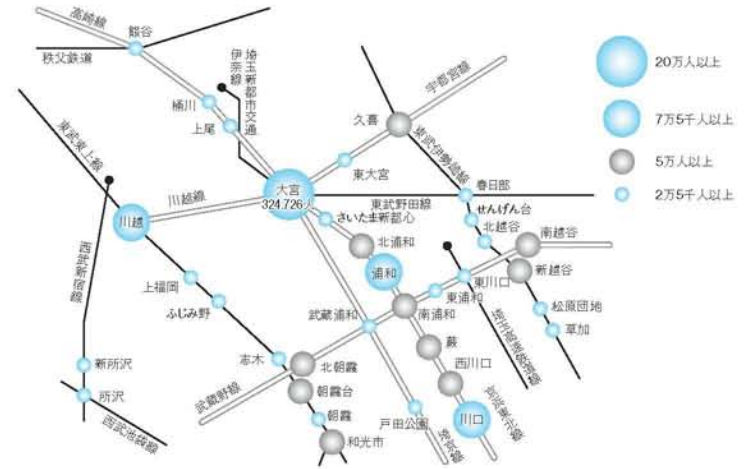 高崎線
熊谷
秩父鉄道
埼玉新都市交通
伊奈線
宇都宮線
20万人以上
7万5千人以上
5万人以上
2万5千人以上
桶川
上尾
久喜
東武伊勢崎線
東大宮
東武東上線
大宮
324,726人
春日部
東武野田線
川越線
川越
さいたま新都心
せんげん台
北浦和
北越谷
南越谷
西武新宿線
浦和
新越谷
上福岡
東川口
東浦和
ふじみ野
南浦和
武蔵浦和
松原団地
草加
埼玉高速鉄道線
蕨
新所沢
志木
北朝霞
西川口
所沢
武蔵野線
朝霞台
京浜東北線
西武池袋線
朝霞
戸田公園
川口
埼京線
和光市